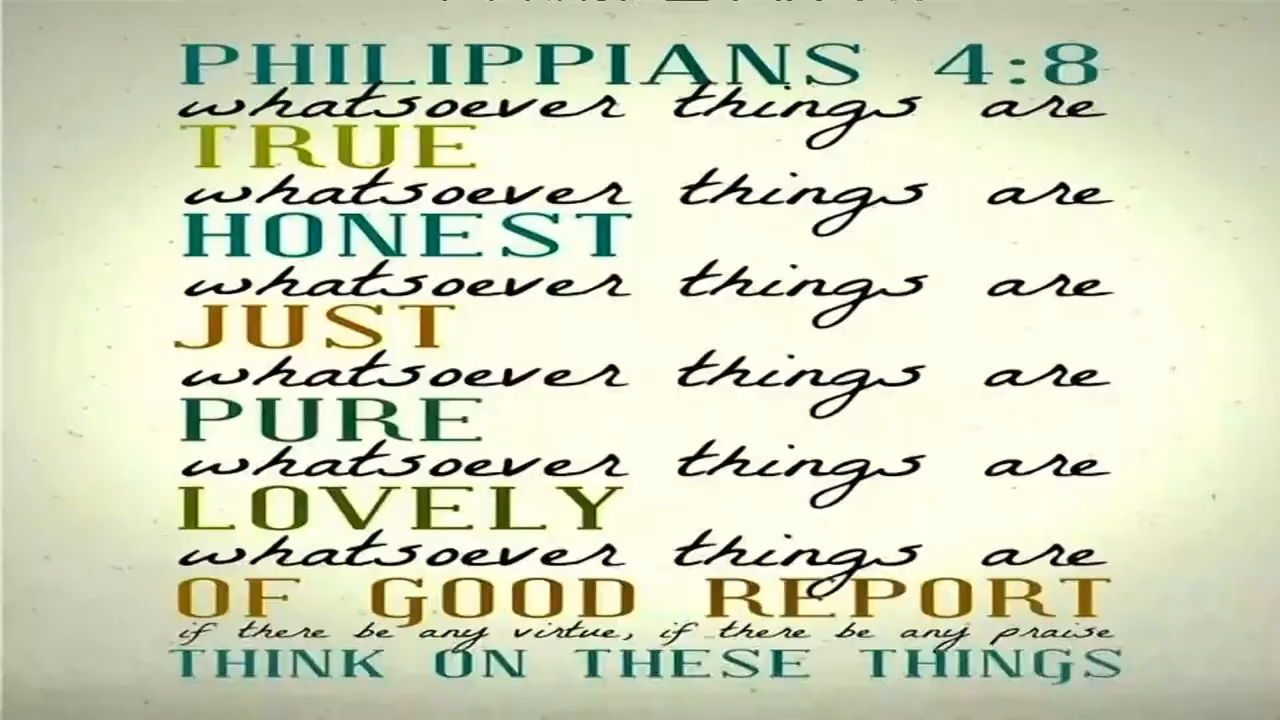 PHILIPPIANS 4:8
whatsoever things are
TRUE
whatsoever things are
HONEST
whatsoever things are
JUST
whatsoever things are
PURE
whatsoever things are
LOVELY
whatsoever things are
OF GOOD REPORT
if there be any virtue, if there be any praise
THINK ON THESE THINGS